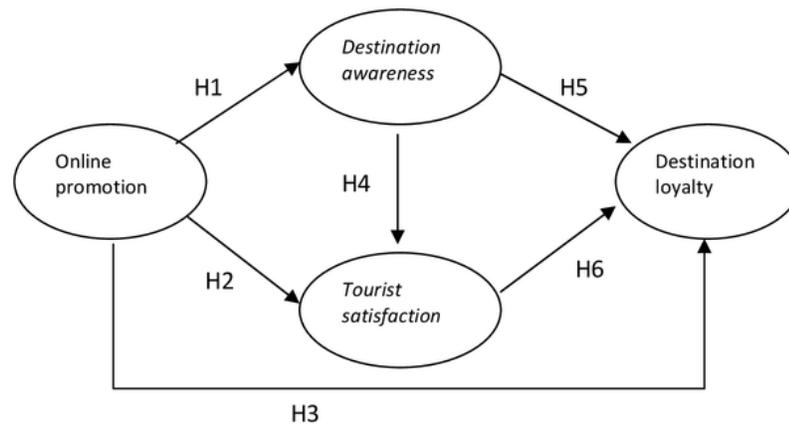 Destination
awareness
H1
H5
Online
promotion
Destination
loyalty
H4
H2
H6
Tourist
satisfaction
H3